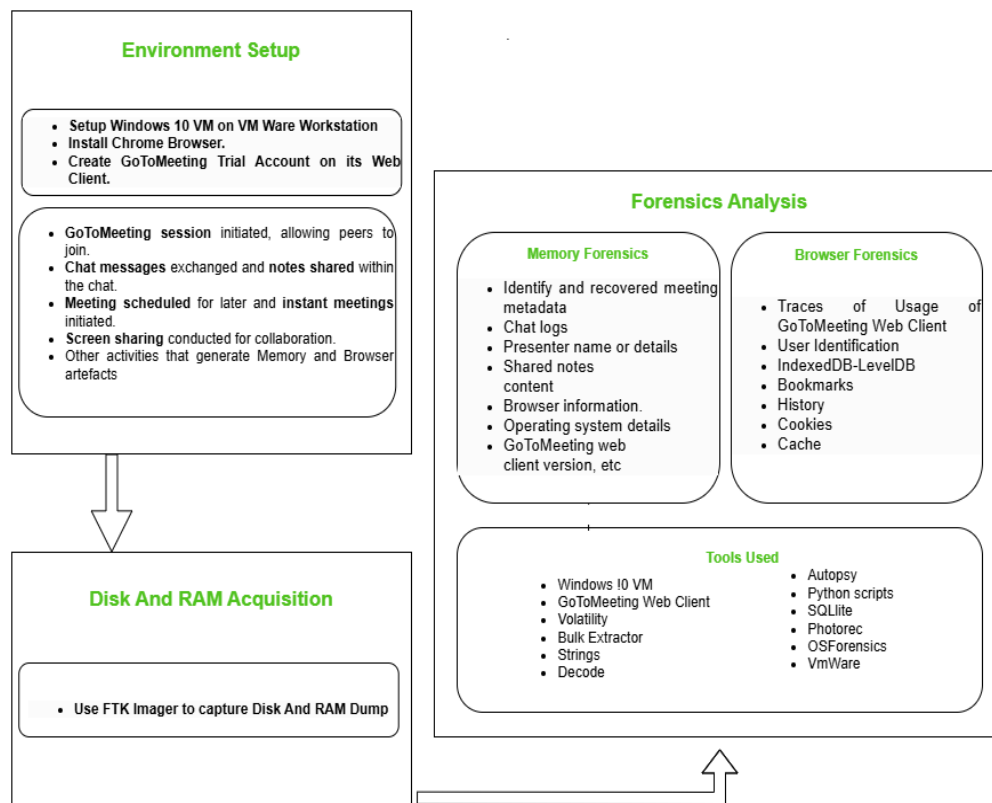 Environment Setup
• Setup Windows 10 VM on VM Ware Workstation
• Install Chrome Browser.
• Create GoToMeeting Trial Account on its Web
Client.
• GoToMeeting session initiated, allowing peers to
join.
• Chat messages exchanged and notes shared within
the chat.
• Meeting scheduled for later and instant meetings
initiated.
• Screen sharing conducted for collaboration.
• Other activities that generate Memory and Browser
artefacts
Disk And RAM Acquisition
• Use FTK Imager to capture Disk And RAM Dump
Forensics Analysis
Memory Forensics
• Identify and recovered meeting
metadata
• Chat logs
• Presenter name or details
• Shared notes
content
• Browser information.
• Operating system details
• GoToMeeting web
client version, etc
Browser Forensics
• Traces of Usage of
GoToMeeting Web Client
• User Identification
• IndexedDB-LevelDB
• Bookmarks
• History
• Cookies
• Cache
Tools Used
• Windows !0 VM
• GoToMeeting Web Client
• Volatility
• Bulk Extractor
• Strings
• Decode
• Autopsy
• Python scripts
• SQLlite
• Photorec
• OSForensics
• VmWare